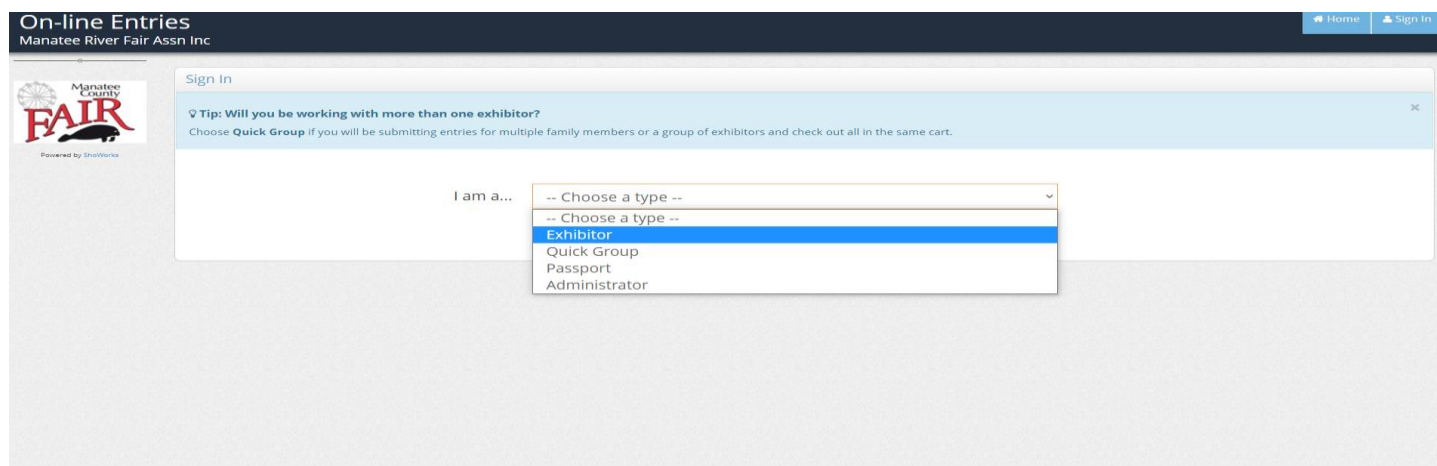 On-line Entries
Manatee River Fair Assn Inc
Home
Sign In
Manatee
County
FAIR
Powered by ShoWorks
Sign In
Tip: Will you be working with more than one exhibitor?
Choose Quick Group if you will be submitting entries for multiple family members or a group of exhibitors and check out all in the same cart.
I am a...
-- Choose a type --
-- Choose a type --
Exhibitor
Quick Group
Passport
Administrator